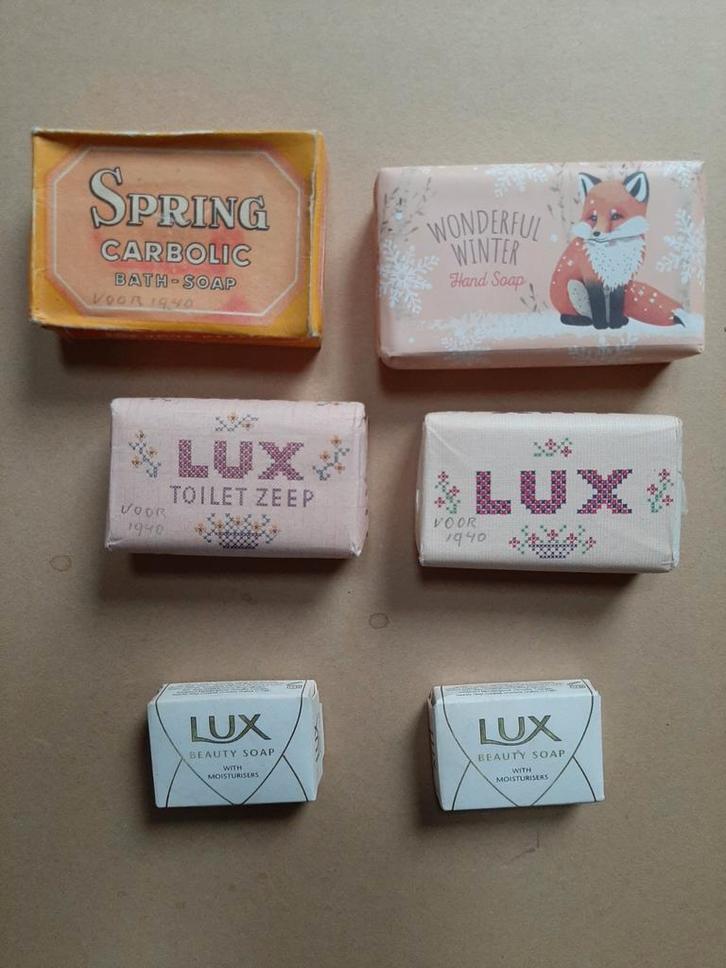 SPRING
CARBOLIC
BATH-SOAP
VOOR 1940
WONDERFUL
WINTER
Hand Soap
LUX
TOILET ZEEP
VOOR
1940
LUX
VOOR
1940
LUX
BEAUTY SOAP
WITH
MOISTURISERS
LUX
LUX
BEAUTY SOAP
WITH
MOISTURISERS